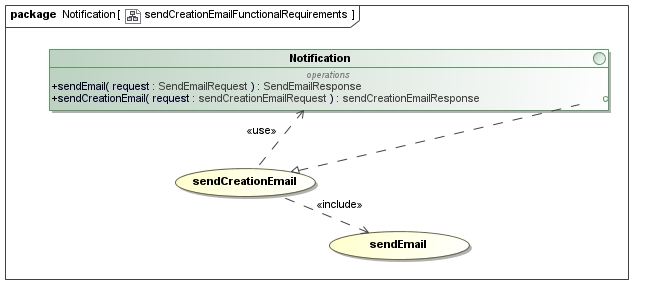 package Notification [ sendCreationEmailFunctionalRequirements ]
Notification
operations
+sendEmail( request : SendEmailRequest ) : SendEmailResponse
+sendCreationEmail( request : sendCreationEmailRequest ) : sendCreationEmailResponse
«use»
sendCreationEmail
«include»
sendEmail